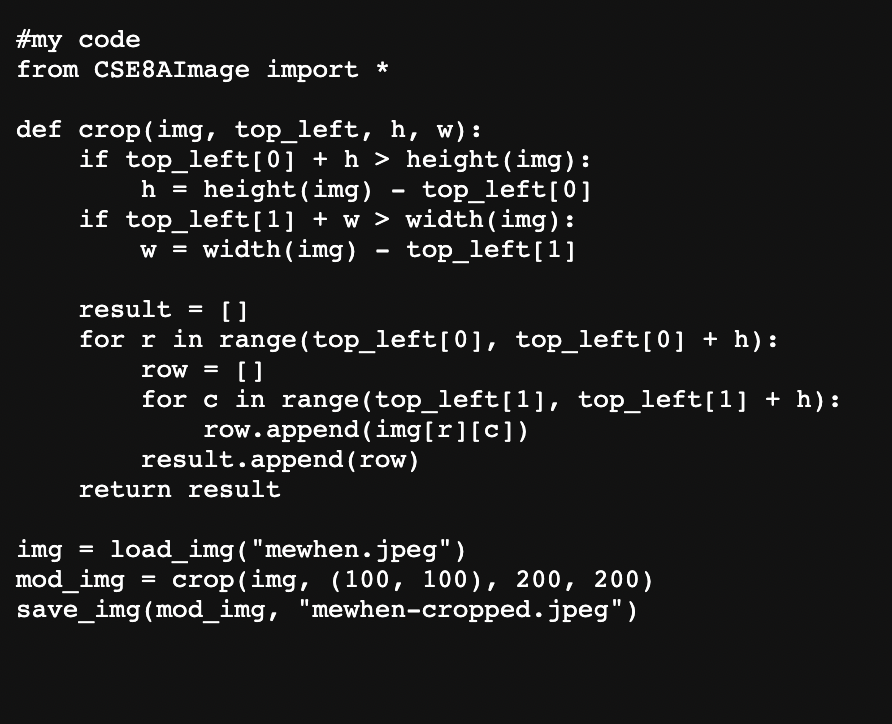 #my code
from CSE8AImage import *
def crop(img, top_left, h, w):
    if top_left[0] + h > height(img):
        h = height(img) - top_left[0]
    if top_left[1] + w > width(img):
        w = width(img) - top_left[1]
    result = []
    for r in range(top_left[0], top_left[0] + h):
        row = []
        for c in range(top_left[1], top_left[1] + h):
            row.append(img[r][c])
        result.append(row)
    return result
img = load_img("mewhen.jpeg")
mod_img = crop(img, (100, 100), 200, 200)
save_img(mod_img, "mewhen-cropped.jpeg")